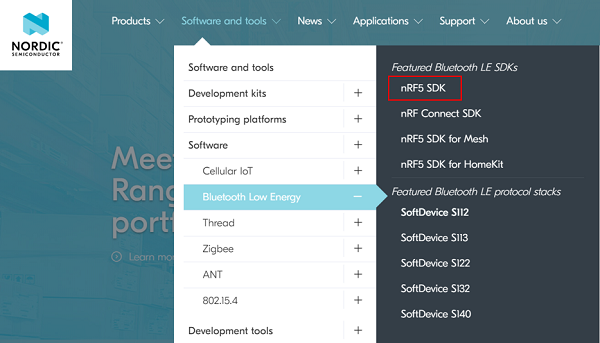 Products
Software and tools
News
Applications
Support
About us
NORDIC®
SEMICONDUCTOR
Software and tools
Development kits
Prototyping platforms
Software
Cellular IoT
Bluetooth Low Energy
Thread
Zigbee
ANT
802.15.4
Development tools
Featured Bluetooth LE SDKs
nRF5 SDK
nRF Connect SDK
nRF5 SDK for Mesh
nRF5 SDK for HomeKit
Featured Bluetooth LE protocol stacks
SoftDevice S112
SoftDevice S113
SoftDevice S122
SoftDevice S132
SoftDevice S140
Mee
Rang
portf
Learn mo